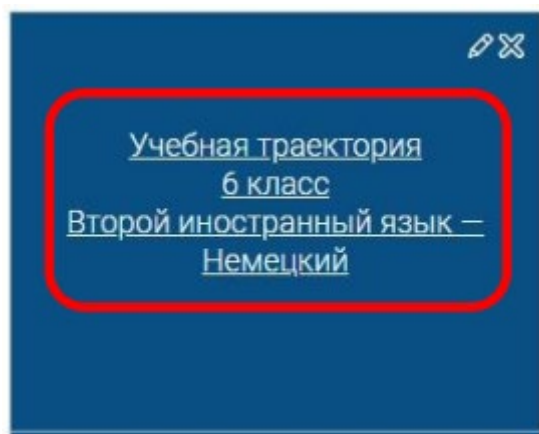 Учебная траектория
6 класс
Второй иностранный язык —
Немецкий